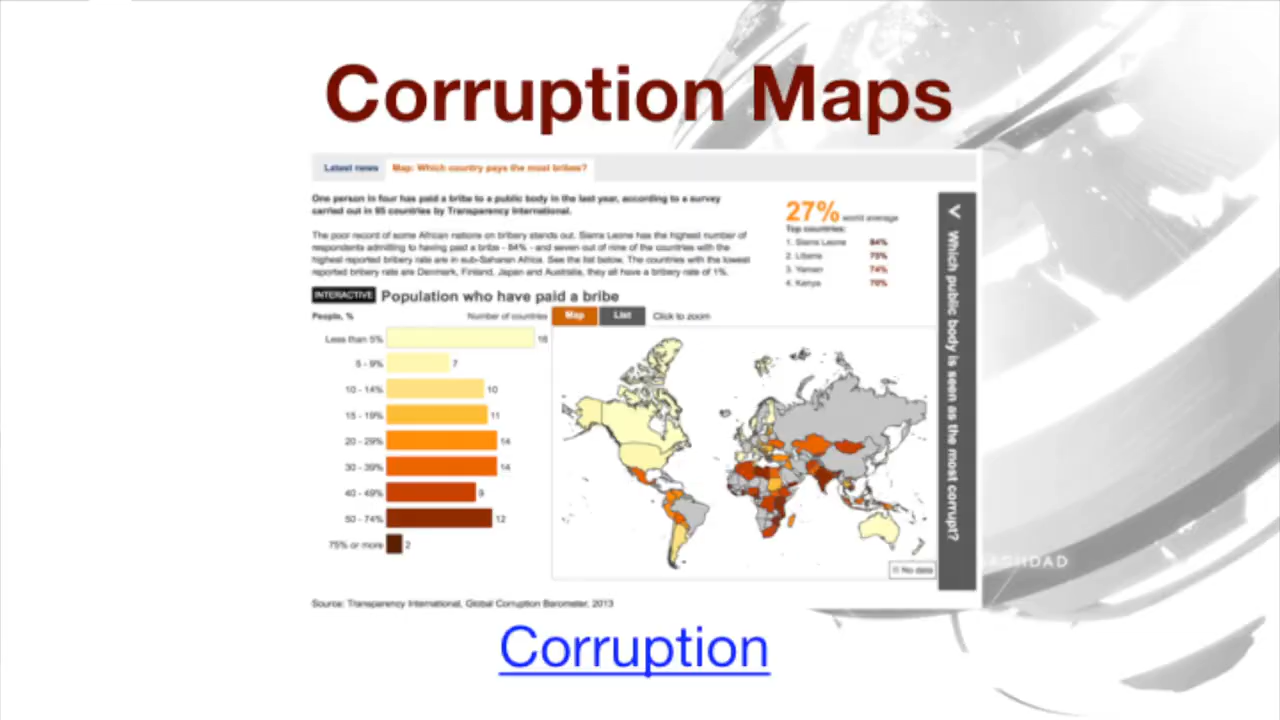 Corruption Maps
Latest news Map: Which country pays the most bribes?
One person in four has paid a bribe to a public body in the last year, according to a survey
carried out in 95 countries by Transparency International.
The poor record of some African nations on bribery stands out. Sierra Leone has the highest number of
respondents admitting to having paid a bribe - 84% - and seven out of nine of the countries with the
highest reported bribery rate are in sub-Saharan Africa. See the list below. The countries with the lowest
reported bribery rate are Denmark, Finland, Japan and Australia, they all have a bribery rate of 1%.
27% world average
Top countries:
1. Sierra Leone 84%
2. Liberia 75%
3. Yemen 74%
4. Kenya 70%
INTERACTIVE Population who have paid a bribe
People, % Number of countries Map List Click to zoom
Less than 5% 16
5 - 9% 7
10 - 14% 10
15 - 19% 11
20 - 29% 14
30 - 39% 14
40 - 49% 9
50 - 74% 12
75% or more 2
No data
Which public body is seen as the most corrupt?
BAGHDAD
Source: Transparency International, Global Corruption Barometer, 2013
Corruption